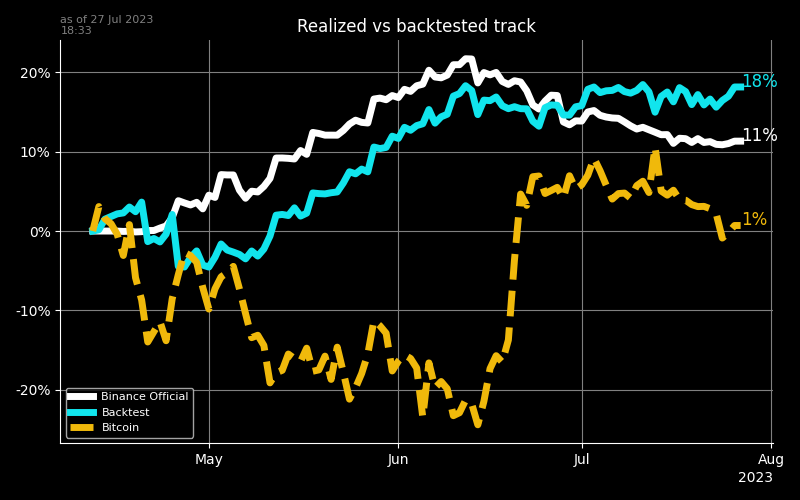 as of 27 Jul 2023
18:33
Realized vs backtested track
20%
10%
0%
-10%
-20%
18%
11%
1%
Binance Official
Backtest
Bitcoin
May
Jun
Jul
Aug
2023